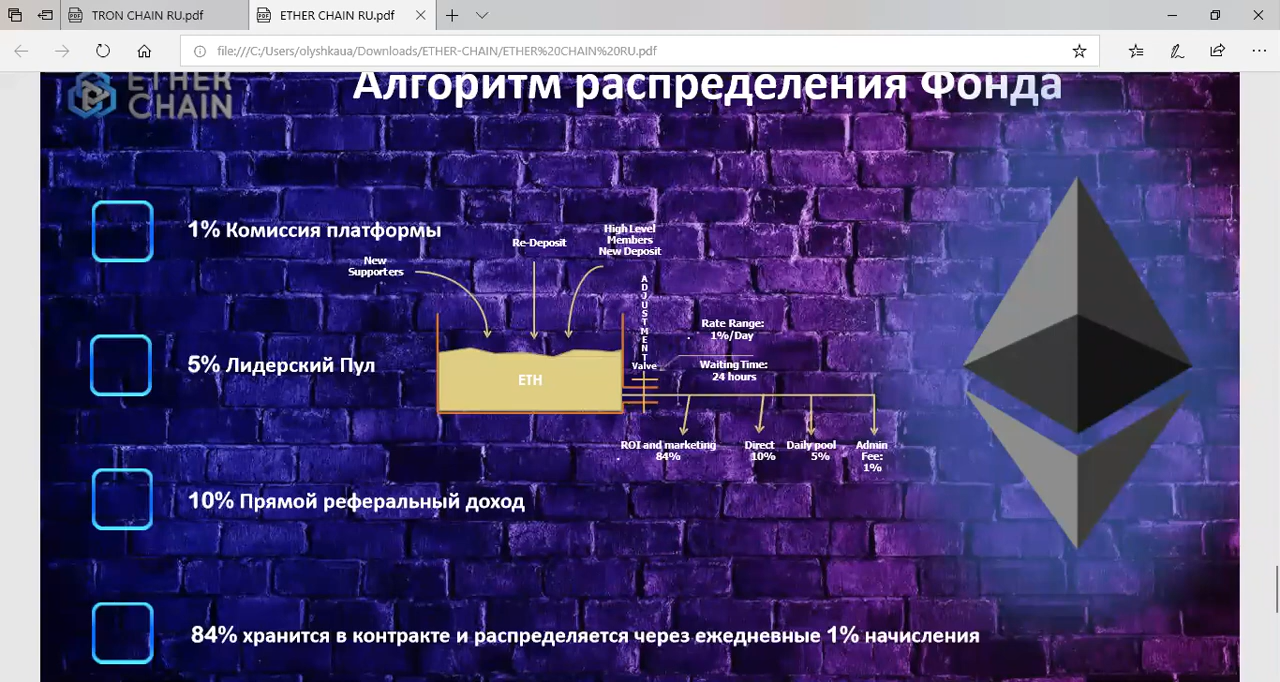 TRON CHAIN RU.pdf
ETHER CHAIN RU.pdf
file:///C:/Users/olyshkaua/Downloads/ETHER-CHAIN/ETHER%20CHAIN%20RU.pdf
ETHER
CHAIN
Алгоритм распределения Фонда
1% Комиссия платформы
5% Лидерский Пул
10% Прямой реферальный доход
84% хранится в контракте и распределяется через ежедневные 1% начисления
New
Supporters
Re-Deposit
High Level
Members
New Deposit
ADJUSTMENT
Valve
Rate Range:
1%/Day
Waiting Time:
24 hours
ETH
ROI and marketing
84%
Direct
10%
Daily pool
5%
Admin
Fee:
1%